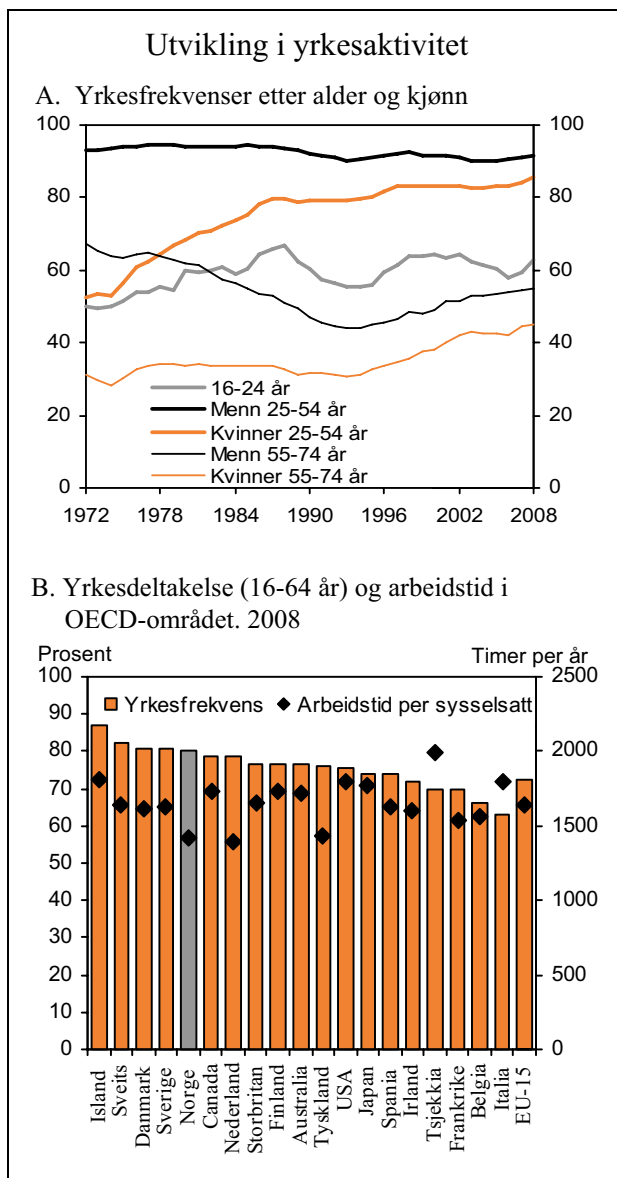 Utvikling i yrkesaktivitet
A. Yrkesfrekvenser etter alder og kjønn
100 100
80 80
60 60
40 40
20 20
0 0
16-24 år
Menn 25-54 år
Kvinner 25-54 år
Menn 55-74 år
Kvinner 55-74 år
1972 1978 1984 1990 1996 2002 2008
B. Yrkesdeltakelse (16-64 år) og arbeidstid i
OECD-området. 2008
Prosent Timer per år
Yrkesfrekvens Arbeidstid per sysselsatt
100 2500
90
80 2000
70
60 1500
50
40 1000
30
20 500
10
0 0
Island
Sveits
Danmark
Sverige
Norge
Canada
Nederland
Storbritan
Finland
Australia
Tyskland
USA
Japan
Spania
Irland
Tsjekkia
Frankrike
Belgia
Italia
EU-15